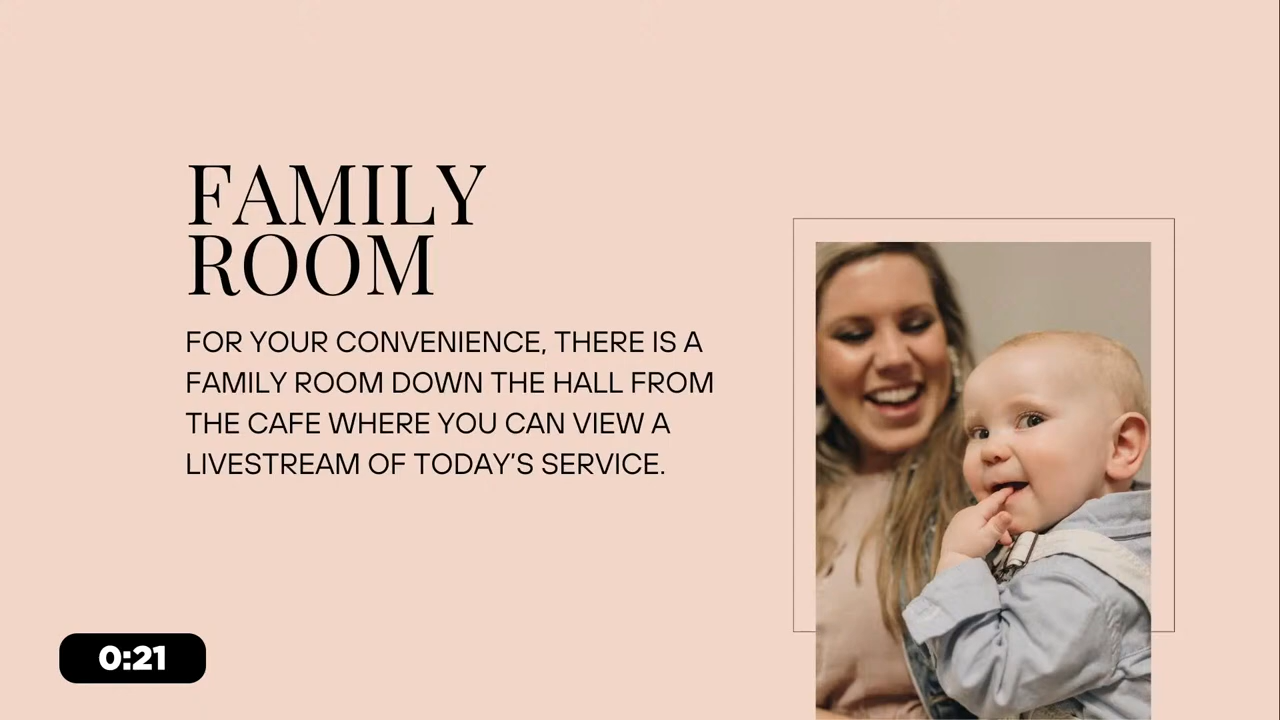 FAMILY
ROOM
FOR YOUR CONVENIENCE, THERE IS A
FAMILY ROOM DOWN THE HALL FROM
THE CAFE WHERE YOU CAN VIEW A
LIVESTREAM OF TODAY'S SERVICE.
0:21